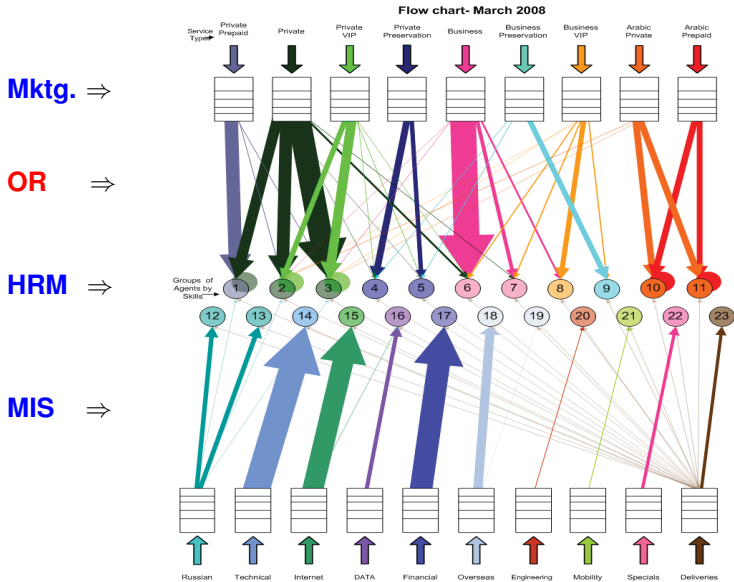 Flow chart- March 2008
Service Types
Private Prepaid
Private
Private VIP
Private Preservation
Business
Business Preservation
Business VIP
Arabic Private
Arabic Prepaid
Mktg. ⇒
OR ⇒
HRM ⇒
Groups of Agents by Skills
1 2 3 4 5 6 7 8 9 10 11
12 13 14 15 16 17 18 19 20 21 22 23
MIS ⇒
Russian Technical Internet DATA Financial Overseas Engineering Mobility Specials Deliveries